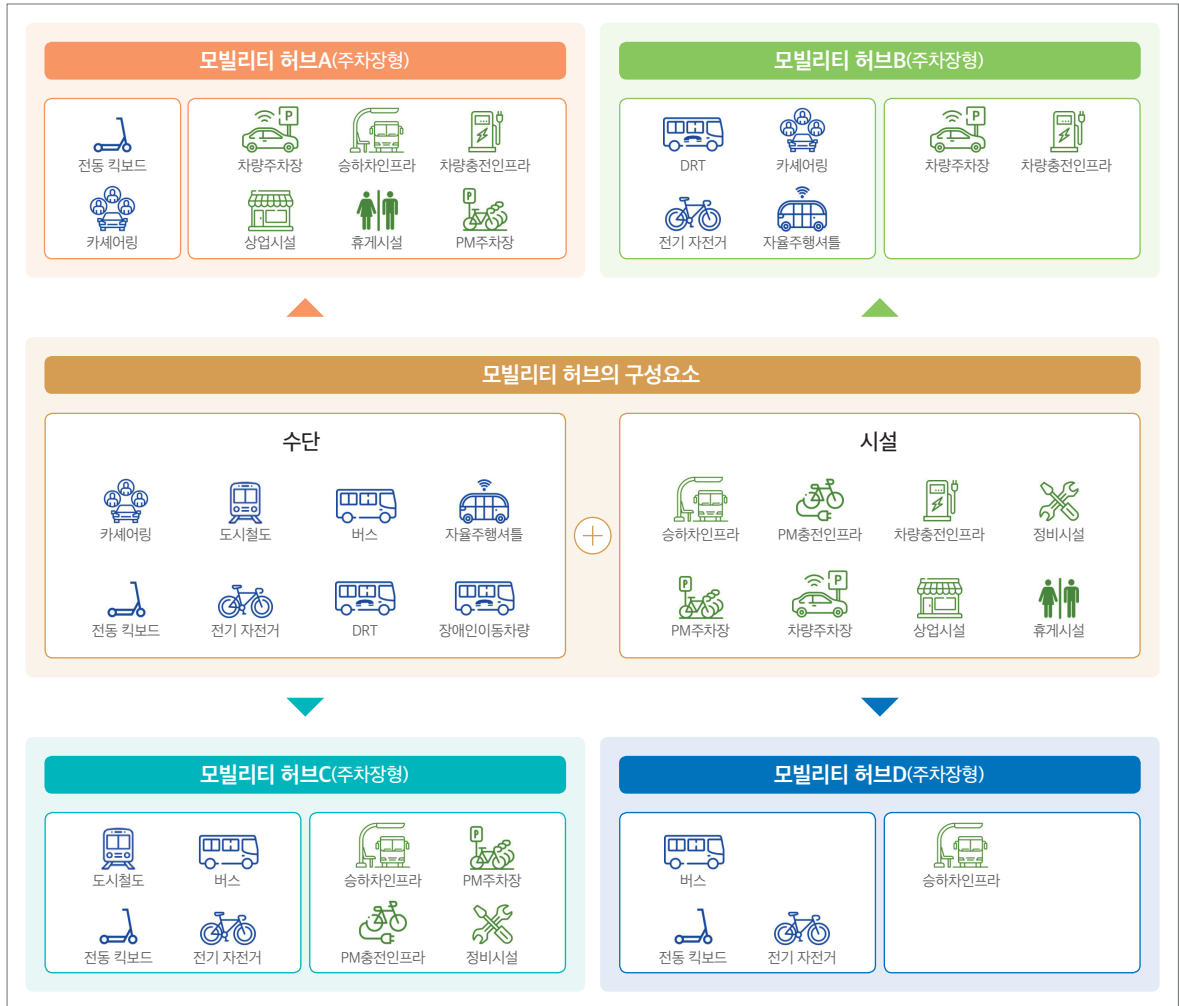 모빌리티 허브A(주차장형)
전동 킥보드
카셰어링
차량주차장 승하차인프라 차량충전인프라
상업시설 휴게시설 PM주차장
모빌리티 허브B(주차장형)
DRT 카셰어링
전기 자전거 자율주행셔틀
차량주차장 차량충전인프라
모빌리티 허브의 구성요소
수단
카셰어링 도시철도 버스 자율주행셔틀
전동 킥보드 전기 자전거 DRT 장애인이동차량
시설
승하차인프라 PM충전인프라 차량충전인프라 정비시설
PM주차장 차량주차장 상업시설 휴게시설
모빌리티 허브C(주차장형)
도시철도 버스
전동 킥보드 전기 자전거
승하차인프라 PM주차장
PM충전인프라 정비시설
모빌리티 허브D(주차장형)
버스
전동 킥보드 전기 자전거
승하차인프라